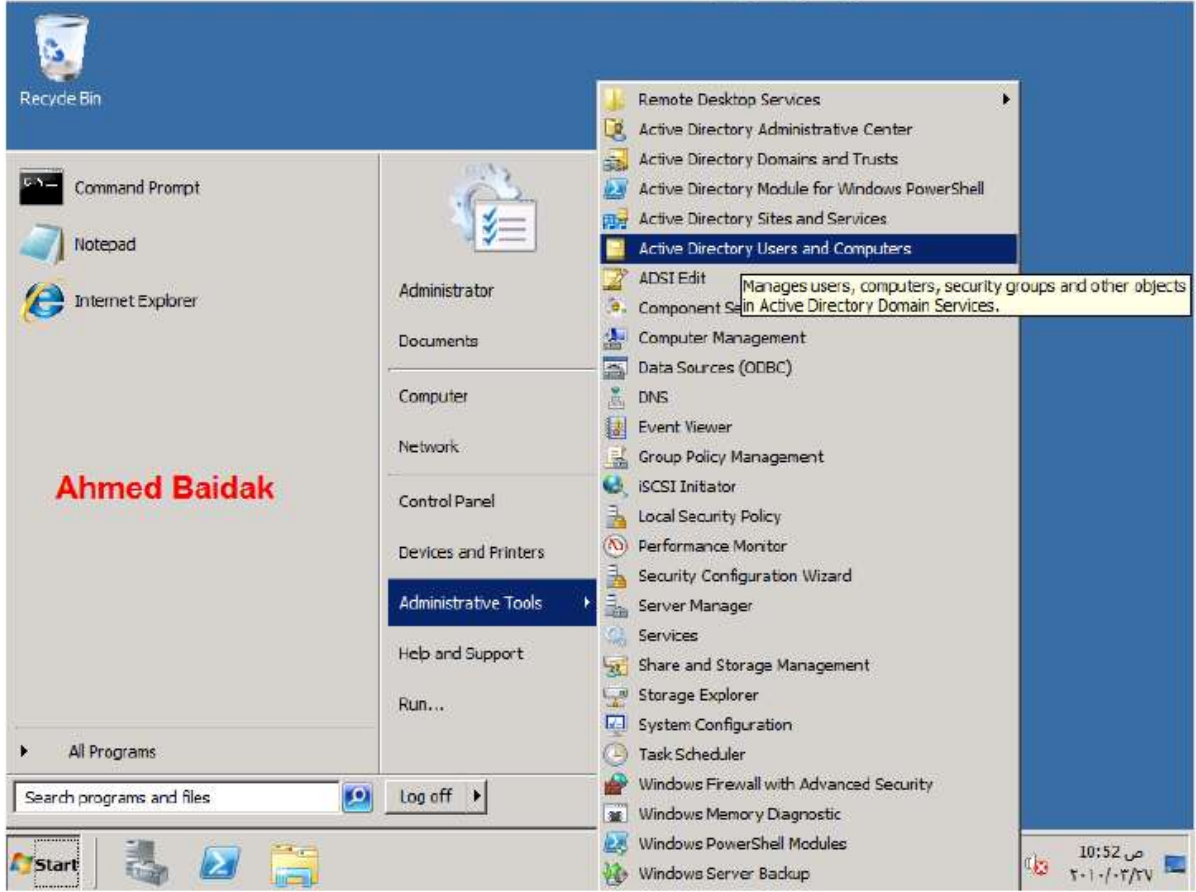 Recycle Bin
Command Prompt
Notepad
Internet Explorer
Ahmed Baidak
All Programs
Search programs and files
Administrator
Documents
Computer
Network
Control Panel
Devices and Printers
Administrative Tools
Help and Support
Run...
Log off
Remote Desktop Services
Active Directory Administrative Center
Active Directory Domains and Trusts
Active Directory Module for Windows PowerShell
Active Directory Sites and Services
Active Directory Users and Computers
ADSI Edit
Manages users, computers, security groups and other objects
in Active Directory Domain Services.
Component Se
Computer Management
Data Sources (ODBC)
DNS
Event Viewer
Group Policy Management
iSCSI Initiator
Local Security Policy
Performance Monitor
Security Configuration Wizard
Server Manager
Services
Share and Storage Management
Storage Explorer
System Configuration
Task Scheduler
Windows Firewall with Advanced Security
Windows Memory Diagnostic
Windows PowerShell Modules
Windows Server Backup
Start
10:52 ص
٢٠١٠/٠٣/٢٧